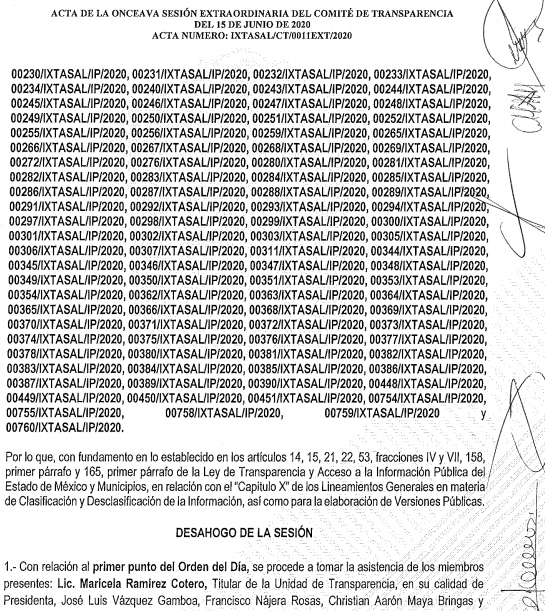 ACTA DE LA ONCEAVA SESIÓN EXTRAORDINARIA DEL COMITÉ DE TRANSPARENCIA
DEL 15 DE JUNIO DE 2020
ACTA NUMERO: IXTASAL/CT/0011EXT/2020
00230/IXTASAL/IP/2020, 00231/IXTASAL/IP/2020, 00232/IXTASAL/IP/2020, 00233/IXTASAL/IP/2020,
00234/IXTASAL/IP/2020, 00240/IXTASAL/IP/2020, 00243/IXTASAL/IP/2020, 00244/IXTASAL/IP/2020,
00245/IXTASAL/IP/2020, 00246/IXTASAL/IP/2020, 00247/IXTASAL/IP/2020, 00248/IXTASAL/IP/2020,
00249/IXTASAL/IP/2020, 00250/IXTASAL/IP/2020, 00251/IXTASAL/IP/2020, 00252/IXTASAL/IP/2020,
00255/IXTASAL/IP/2020, 00256/IXTASAL/IP/2020, 00259/IXTASAL/IP/2020, 00265/IXTASAL/IP/2020,
00266/IXTASAL/IP/2020, 00267/IXTASAL/IP/2020, 00268/IXTASAL/IP/2020, 00269/IXTASAL/IP/2020,
00272/IXTASAL/IP/2020, 00276/IXTASAL/IP/2020, 00280/IXTASAL/IP/2020, 00281/IXTASAL/IP/2020,
00282/IXTASAL/IP/2020, 00283/IXTASAL/IP/2020, 00284/IXTASAL/IP/2020, 00285/IXTASAL/IP/2020,
00286/IXTASAL/IP/2020, 00287/IXTASAL/IP/2020, 00288/IXTASAL/IP/2020, 00289/IXTASAL/IP/2020,
00291/IXTASAL/IP/2020, 00292/IXTASAL/IP/2020, 00293/IXTASAL/IP/2020, 00294/IXTASAL/IP/2020,
00297/IXTASAL/IP/2020, 00298/IXTASAL/IP/2020, 00299/IXTASAL/IP/2020, 00300/IXTASAL/IP/2020,
00301/IXTASAL/IP/2020, 00302/IXTASAL/IP/2020, 00303/IXTASAL/IP/2020, 00305/IXTASAL/IP/2020,
00306/IXTASAL/IP/2020, 00307/IXTASAL/IP/2020, 00311/IXTASAL/IP/2020, 00344/IXTASAL/IP/2020,
00345/IXTASAL/IP/2020, 00346/IXTASAL/IP/2020, 00347/IXTASAL/IP/2020, 00348/IXTASAL/IP/2020,
00349/IXTASAL/IP/2020, 00350/IXTASAL/IP/2020, 00351/IXTASAL/IP/2020, 00353/IXTASAL/IP/2020,
00354/IXTASAL/IP/2020, 00362/IXTASAL/IP/2020, 00363/IXTASAL/IP/2020, 00364/IXTASAL/IP/2020,
00365/IXTASAL/IP/2020, 00366/IXTASAL/IP/2020, 00368/IXTASAL/IP/2020, 00369/IXTASAL/IP/2020,
00370/IXTASAL/IP/2020, 00371/IXTASAL/IP/2020, 00372/IXTASAL/IP/2020, 00373/IXTASAL/IP/2020,
00374/IXTASAL/IP/2020, 00375/IXTASAL/IP/2020, 00376/IXTASAL/IP/2020, 00377/IXTASAL/IP/2020,
00378/IXTASAL/IP/2020, 00380/IXTASAL/IP/2020, 00381/IXTASAL/IP/2020, 00382/IXTASAL/IP/2020,
00383/IXTASAL/IP/2020, 00384/IXTASAL/IP/2020, 00385/IXTASAL/IP/2020, 00386/IXTASAL/IP/2020,
00387/IXTASAL/IP/2020, 00389/IXTASAL/IP/2020, 00390/IXTASAL/IP/2020, 00448/IXTASAL/IP/2020,
00449/IXTASAL/IP/2020, 00450/IXTASAL/IP/2020, 00451/IXTASAL/IP/2020, 00754/IXTASAL/IP/2020,
00755/IXTASAL/IP/2020, 00758/IXTASAL/IP/2020, 00759/IXTASAL/IP/2020 y
00760/IXTASAL/IP/2020.
Por lo que, con fundamento en lo establecido en los artículos 14, 15, 21, 22, 53, fracciones IV y VII, 158,
primer párrafo y 165, primer párrafo de la Ley de Transparencia y Acceso a la Información Pública del
Estado de México y Municipios, en relación con el "Capítulo X" de los Lineamientos Generales en materia
de Clasificación y Desclasificación de la Información, así como para la elaboración de Versiones Públicas.
DESAHOGO DE LA SESIÓN
1.- Con relación al primer punto del Orden del Día, se procede a tomar la asistencia de los miembros
presentes: Lic. Maricela Ramírez Cotero, Titular de la Unidad de Transparencia, en su calidad de
Presidenta, José Luis Vázquez Gamboa, Francisco Nájera Rosas, Christian Aarón Maya Bringas y